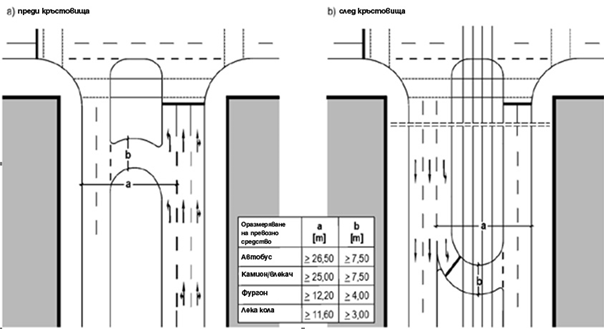 a) преди кръстовища
b) след кръстовища
b
a
a
b
Оразмеряване на превозно средство a [m] b [m]
Автобус ≥ 26,50 ≥ 7,50
Камион/влекач ≥ 25,00 ≥ 7,50
Фургон ≥ 12,20 ≥ 4,00
Лека кола ≥ 11,60 ≥ 3,00